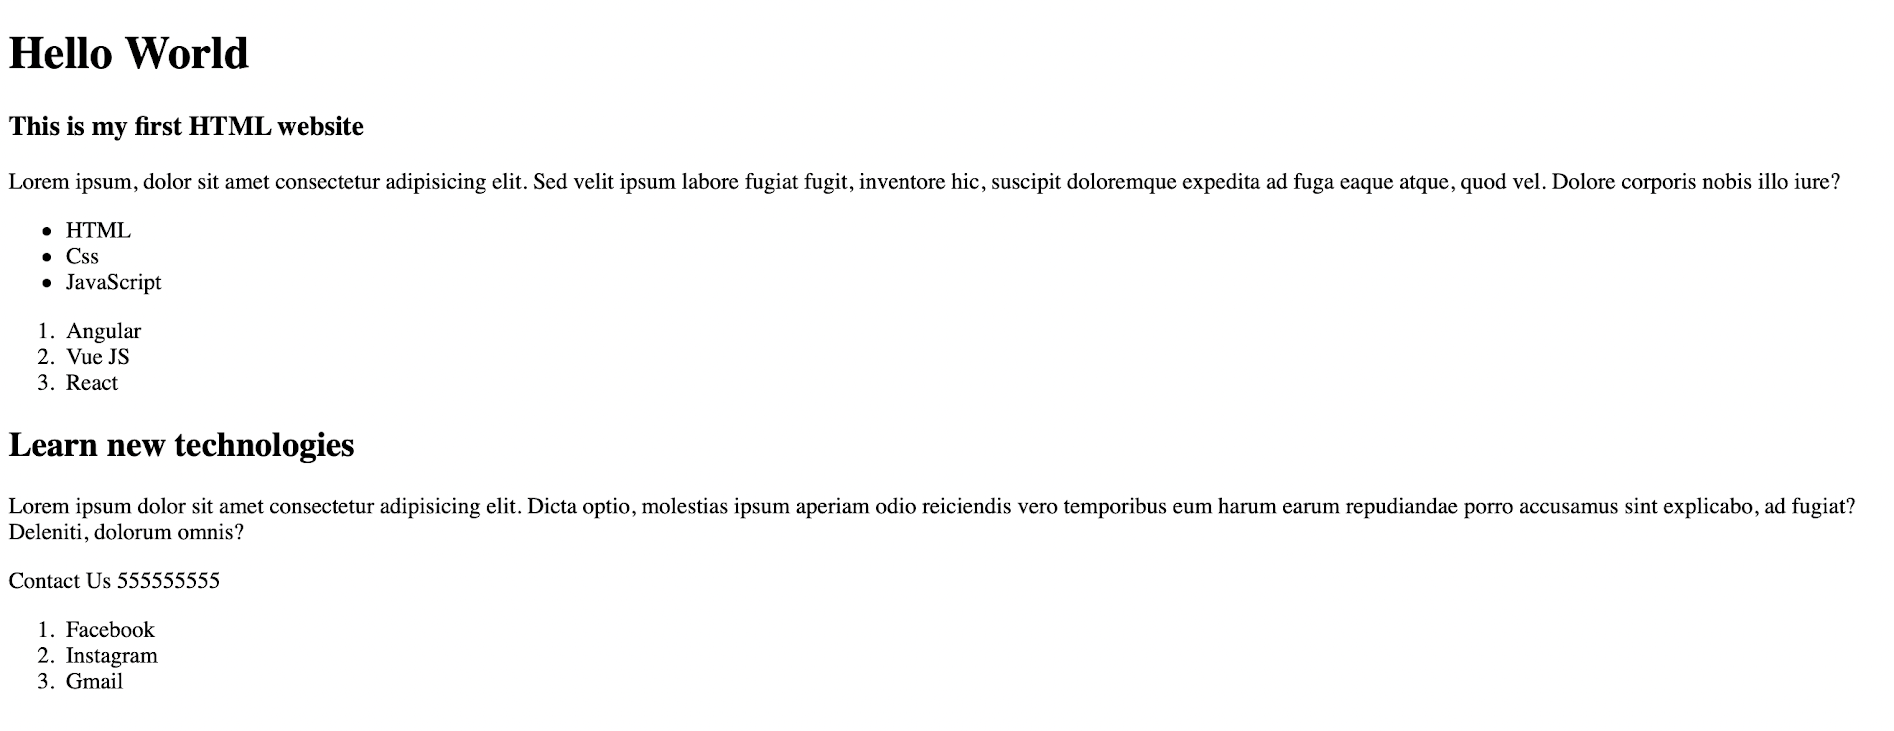 Hello World
This is my first HTML website
Lorem ipsum, dolor sit amet consectetur adipisicing elit. Sed velit ipsum labore fugiat fugit, inventore hic, suscipit doloremque expedita ad fuga eaque atque, quod vel. Dolore corporis nobis illo iure?
• HTML
• Css
• JavaScript
1. Angular
2. Vue JS
3. React
Learn new technologies
Lorem ipsum dolor sit amet consectetur adipisicing elit. Dicta optio, molestias ipsum aperiam odio reiciendis vero temporibus eum harum earum repudiandae porro accusamus sint explicabo, ad fugiat?
Deleniti, dolorum omnis?
Contact Us 555555555
1. Facebook
2. Instagram
3. Gmail